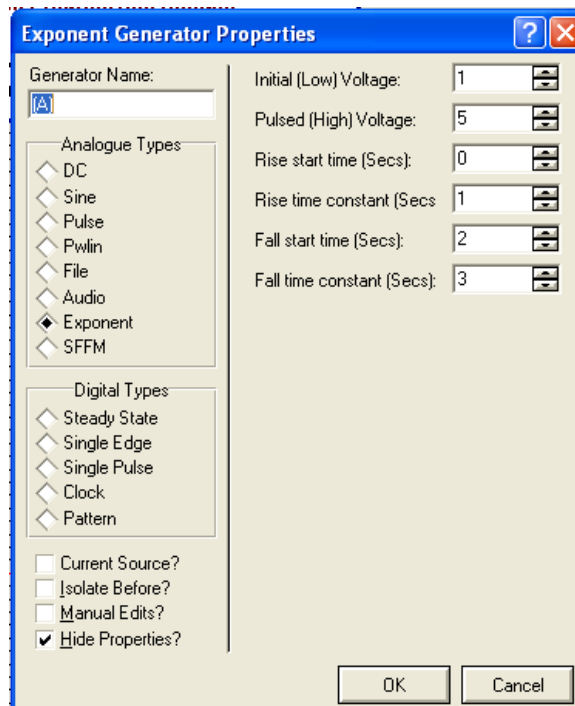 Exponent Generator Properties
Generator Name:
(A)
Analogue Types
DC
Sine
Pulse
Pwlin
File
Audio
Exponent
SFFM
Digital Types
Steady State
Single Edge
Single Pulse
Clock
Pattern
Current Source?
Isolate Before?
Manual Edits?
Hide Properties?
Initial (Low) Voltage: 1
Pulsed (High) Voltage: 5
Rise start time (Secs): 0
Rise time constant (Secs 1
Fall start time (Secs): 2
Fall time constant (Secs): 3
OK Cancel